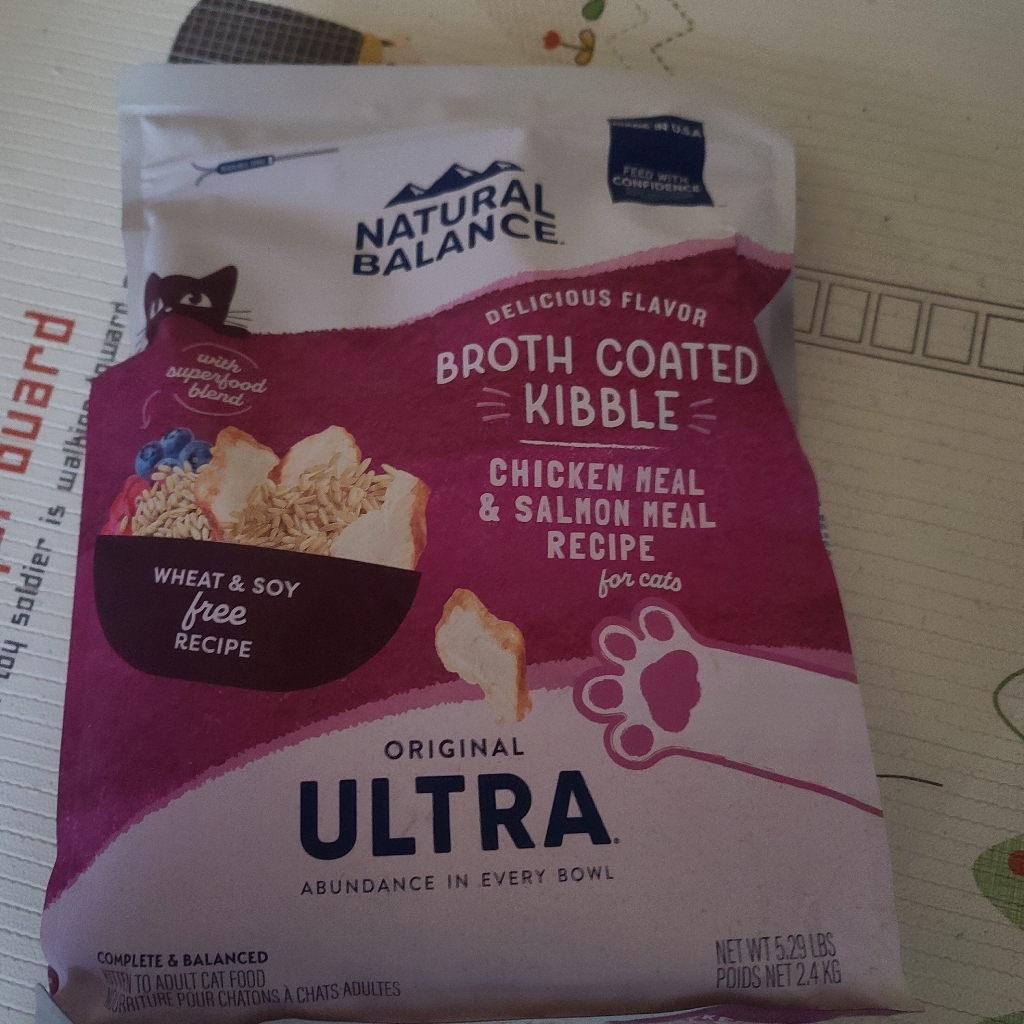 MADE IN U.S.A.
FEED WITH
CONFIDENCE
NATURAL
BALANCE
DELICIOUS FLAVOR
BROTH COATED
KIBBLE
with
superfood
blend
CHICKEN MEAL
& SALMON MEAL
RECIPE
for cats
WHEAT & SOY
free
RECIPE
ORIGINAL
ULTRA
ABUNDANCE IN EVERY BOWL
COMPLETE & BALANCED
KITTEN TO ADULT CAT FOOD
NOURRITURE POUR CHATONS À CHATS ADULTES
NET WT 5.29 LBS
POIDS NET 2.4 KG
guard
toy soldier is walking toward